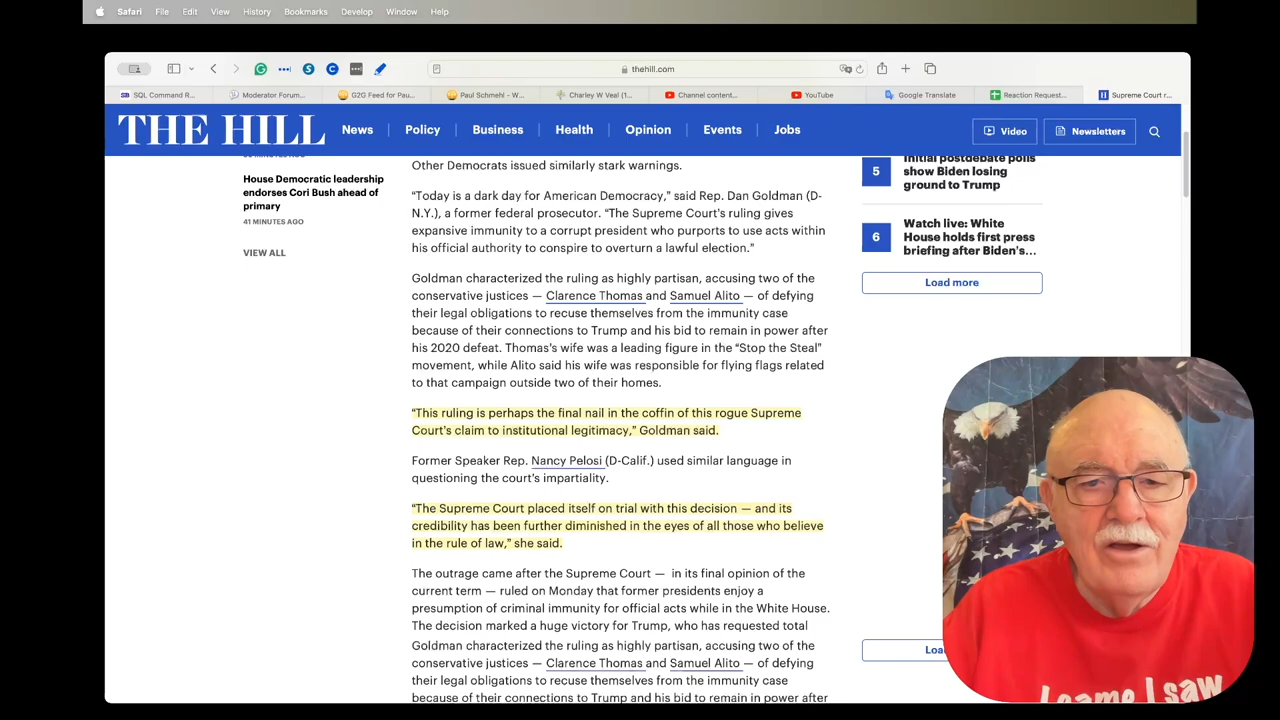 Safari File Edit View History Bookmarks Develop Window Help
thehill.com
SQL Command R...
Moderator Forum...
G2G Feed for Pau...
Paul Schmehl - W...
Charley W Veal (1...
Channel content...
YouTube
Google Translate
Reaction Request...
Supreme Court r...
THE HILL
News Policy Business Health Opinion Events Jobs
Video
Newsletters
House Democratic leadership
endorses Cori Bush ahead of
primary
41 MINUTES AGO
VIEW ALL
Other Democrats issued similarly stark warnings.
“Today is a dark day for American Democracy,” said Rep. Dan Goldman (D-
N.Y.), a former federal prosecutor. “The Supreme Court's ruling gives
expansive immunity to a corrupt president who purports to use acts within
his official authority to conspire to overturn a lawful election.”
Goldman characterized the ruling as highly partisan, accusing two of the
conservative justices — Clarence Thomas and Samuel Alito — of defying
their legal obligations to recuse themselves from the immunity case
because of their connections to Trump and his bid to remain in power after
his 2020 defeat. Thomas's wife was a leading figure in the “Stop the Steal”
movement, while Alito said his wife was responsible for flying flags related
to that campaign outside two of their homes.
“This ruling is perhaps the final nail in the coffin of this rogue Supreme
Court's claim to institutional legitimacy,” Goldman said.
Former Speaker Rep. Nancy Pelosi (D-Calif.) used similar language in
questioning the court's impartiality.
“The Supreme Court placed itself on trial with this decision — and its
credibility has been further diminished in the eyes of all those who believe
in the rule of law,” she said.
The outrage came after the Supreme Court — in its final opinion of the
current term — ruled on Monday that former presidents enjoy a
presumption of criminal immunity for official acts while in the White House.
The decision marked a huge victory for Trump, who has requested total
Goldman characterized the ruling as highly partisan, accusing two of the
conservative justices — Clarence Thomas and Samuel Alito — of defying
their legal obligations to recuse themselves from the immunity case
because of their connections to Trump and his bid to remain in power after
5
Initial postdebate polls
show Biden losing
ground to Trump
6
Watch live: White
House holds first press
briefing after Biden's...
Load more
Loa
I came I saw